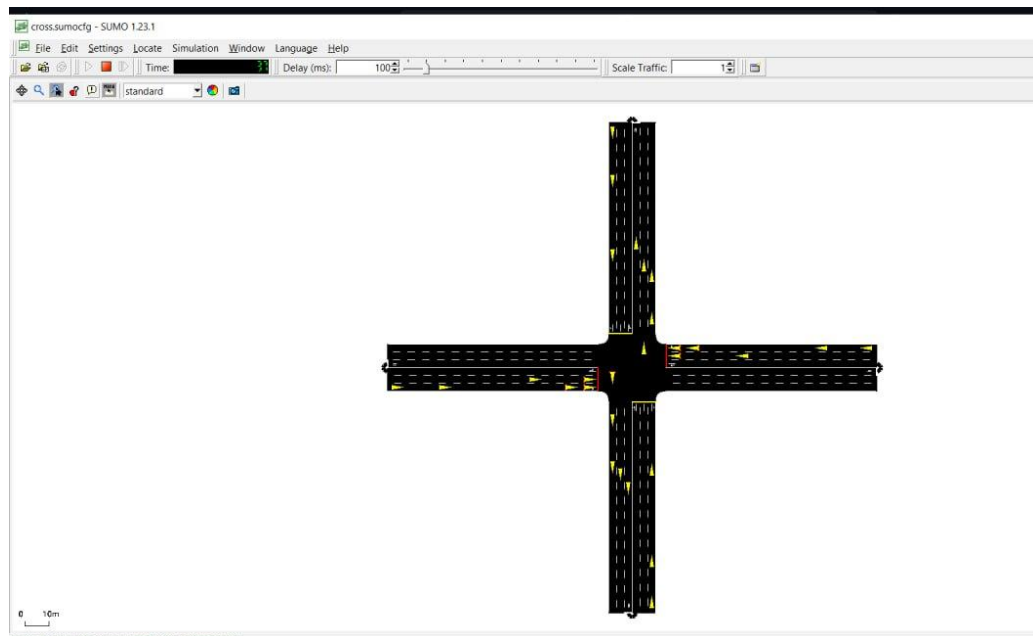 cross.sumocfg - SUMO 1.23.1
File Edit Settings Locate Simulation Window Language Help
Time: 33 Delay (ms): 100 Scale Traffic: 1
standard
0 10m